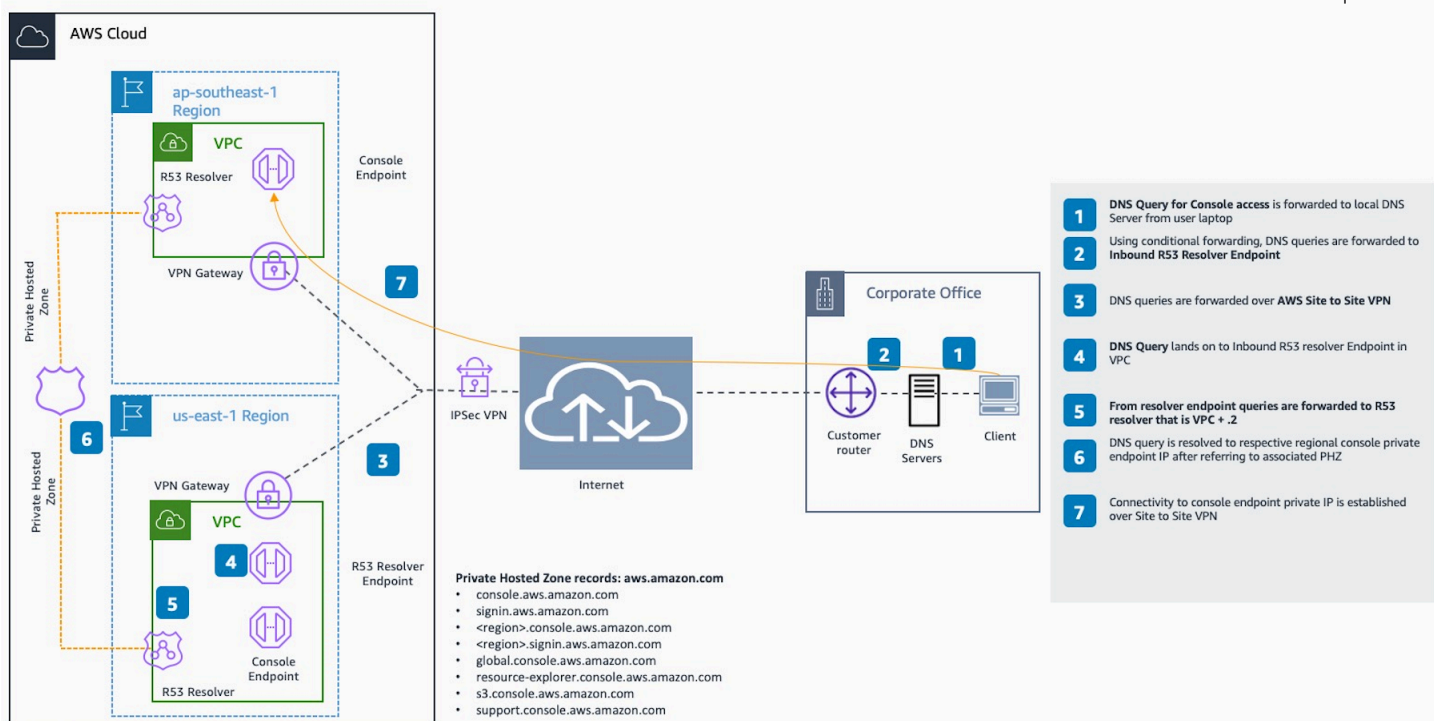 AWS Cloud
ap-southeast-1
Region
VPC
R53 Resolver
Console
Endpoint
VPN Gateway
7
Private Hosted
Zone
6
us-east-1 Region
Private Hosted
Zone
VPN Gateway
3
VPC
4
5
R53 Resolver
Endpoint
Console
Endpoint
R53 Resolver
IPSec VPN
Internet
Corporate Office
2
1
Customer
router
DNS
Servers
Client
Private Hosted Zone records: aws.amazon.com
• console.aws.amazon.com
• signin.aws.amazon.com
• <region>.console.aws.amazon.com
• <region>.signin.aws.amazon.com
• global.console.aws.amazon.com
• resource-explorer.console.aws.amazon.com
• s3.console.aws.amazon.com
• support.console.aws.amazon.com
1
DNS Query for Console access is forwarded to local DNS
Server from user laptop
2
Using conditional forwarding, DNS queries are forwarded to
Inbound R53 Resolver Endpoint
3
DNS queries are forwarded over AWS Site to Site VPN
4
DNS Query lands on to Inbound R53 resolver Endpoint in
VPC
5
From resolver endpoint queries are forwarded to R53
resolver that is VPC + .2
6
DNS query is resolved to respective regional console private
endpoint IP after referring to associated PHZ
7
Connectivity to console endpoint private IP is established
over Site to Site VPN